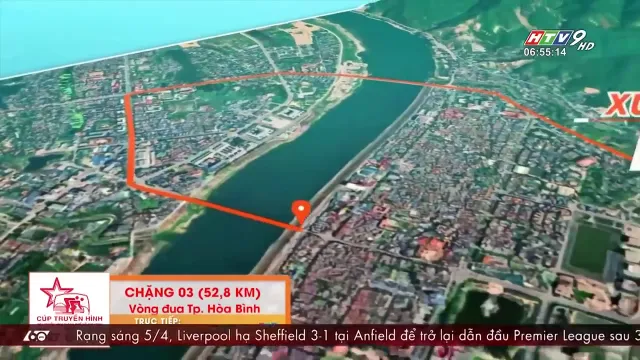 HTV9 HD
06:55:14
XU
CÚP TRUYỀN HÌNH
CHẶNG 03 (52,8 KM)
Vòng đua Tp. Hòa Bình
TRỰC TIẾP:
60
Rạng sáng 5/4, Liverpool hạ Sheffield 3-1 tại Anfield để trở lại dẫn đầu Premier League sau 3